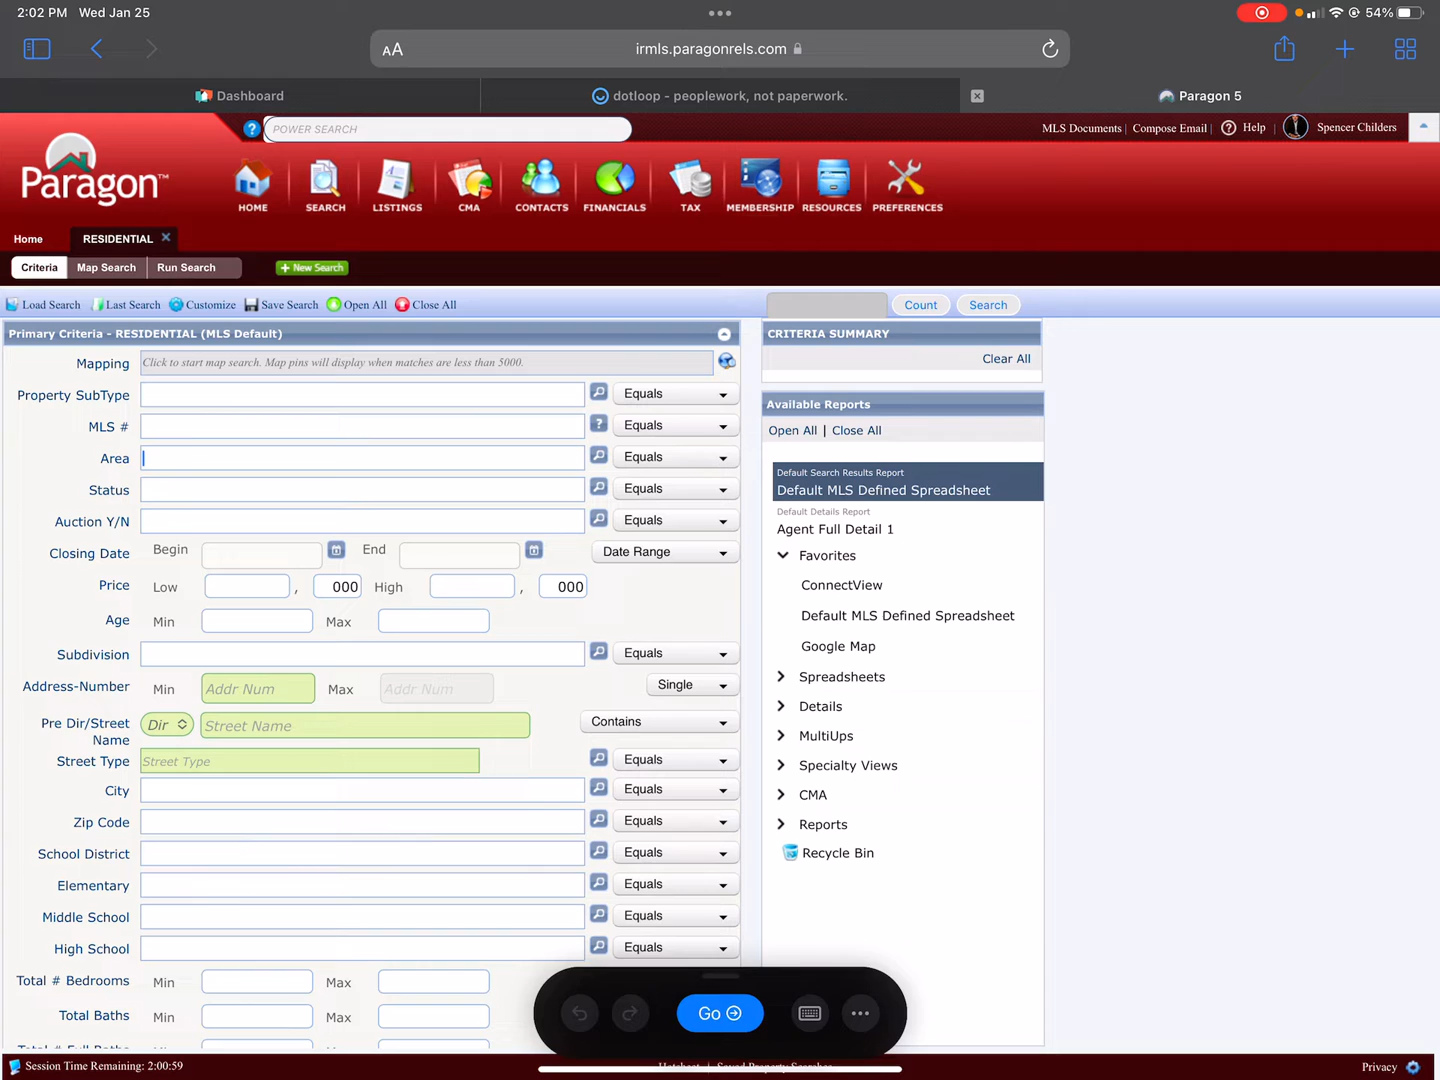 2:02 PM Wed Jan 25
54%
AA irmls.paragonrels.com
Dashboard
dotloop - peoplework, not paperwork.
Paragon 5
? POWER SEARCH
MLS Documents | Compose Email | ? Help | Spencer Childers
Paragon™
HOME SEARCH LISTINGS CMA CONTACTS FINANCIALS TAX MEMBERSHIP RESOURCES PREFERENCES
Home RESIDENTIAL
Criteria Map Search Run Search + New Search
Load Search Last Search Customize Save Search Open All Close All
Count Search
Primary Criteria - RESIDENTIAL (MLS Default)
Mapping Click to start map search. Map pins will display when matches are less than 5000.
Property SubType Equals
MLS # ? Equals
Area Equals
Status Equals
Auction Y/N Equals
Closing Date Begin End Date Range
Price Low , 000 High , 000
Age Min Max
Subdivision Equals
Address-Number Min Addr Num Max Addr Num Single
Pre Dir/Street Name Dir Street Name Contains
Street Type Street Type Equals
City Equals
Zip Code Equals
School District Equals
Elementary Equals
Middle School Equals
High School Equals
Total # Bedrooms Min Max
Total Baths Min Max
Total # Full Baths
CRITERIA SUMMARY
Clear All
Available Reports
Open All | Close All
Default Search Results Report
Default MLS Defined Spreadsheet
Default Details Report
Agent Full Detail 1
Favorites
ConnectView
Default MLS Defined Spreadsheet
Google Map
Spreadsheets
Details
MultiUps
Specialty Views
CMA
Reports
Recycle Bin
Go
Session Time Remaining: 2:00:59
Hotsheet | Saved Property Searches
Privacy